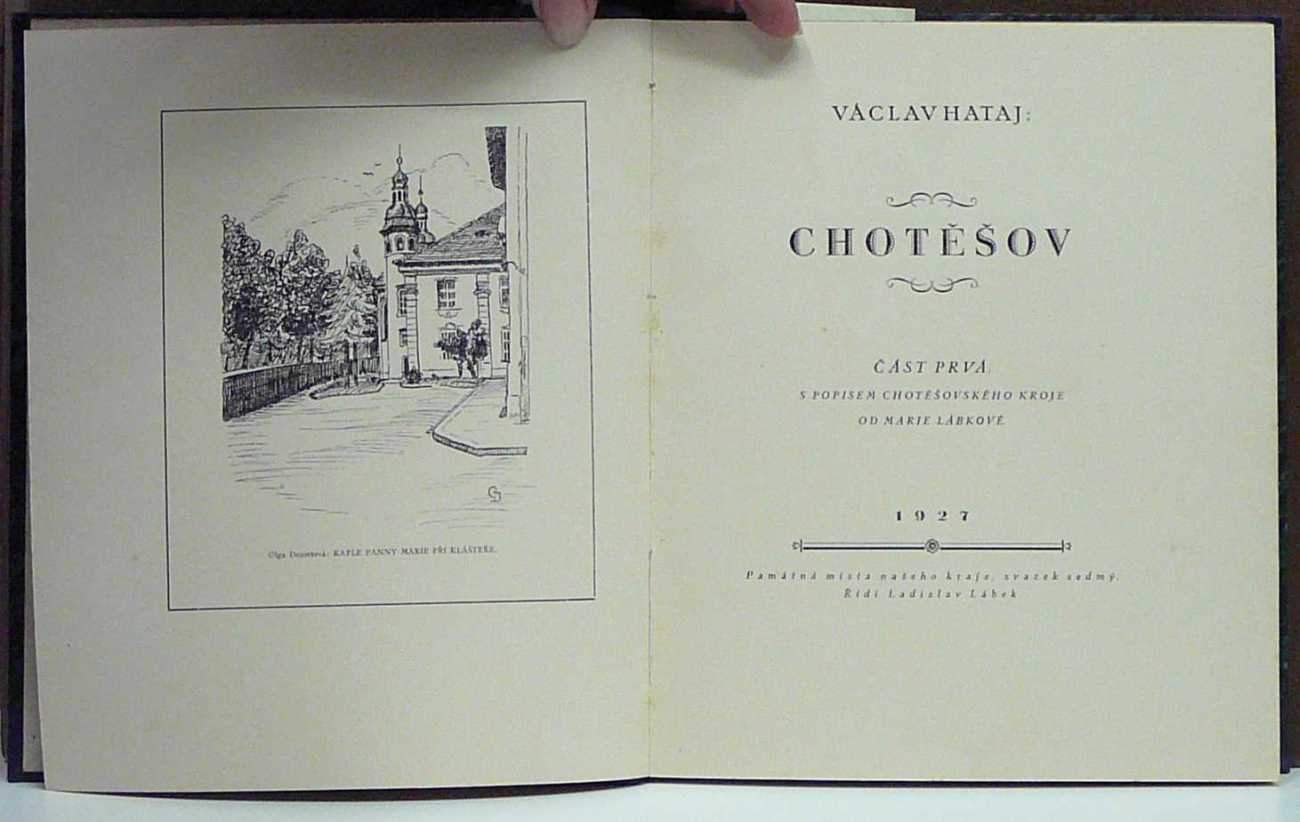 Olga KAPLE PANNY MARIE PŘI KLÁŠTEŘE.
VÁCLAV HATAJ:
CHOTĚŠOV
ČÁST PRVÁ
S POPISEM CHOTĚŠOVSKÉHO KROJE
OD MARIE LÁBKOVÉ
1927
Památná místa našeho kraje, svazek sedmý.
Řídí Ladislav Lábek